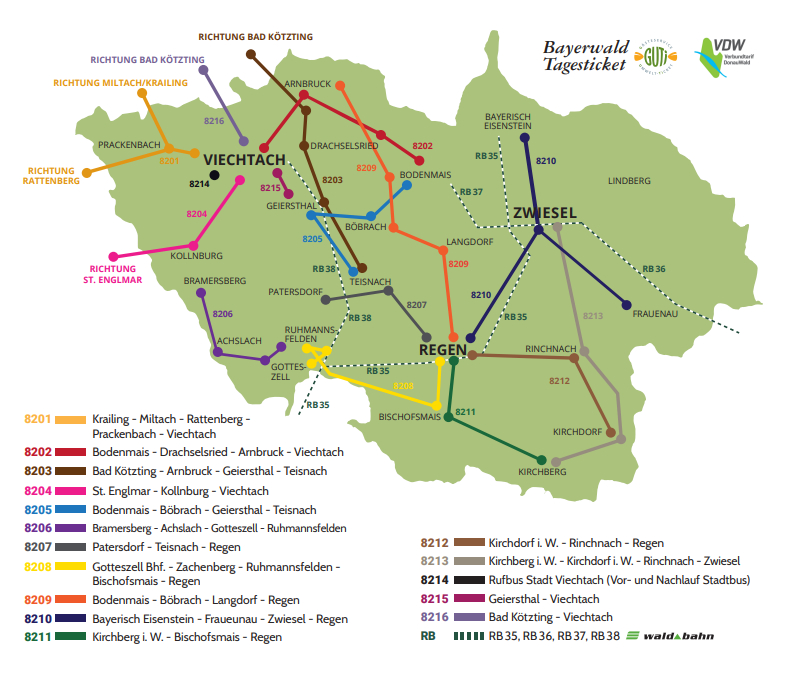 RICHTUNG BAD KÖTZTING
Bayerwald
Tagesticket
GÄSTESERVICE
GUTi
UMWELT-TICKET
VDW
Verkehrstarif
DonauWald
RICHTUNG BAD KÖTZTING
RICHTUNG MILTACH/KRAILING
ARNBRUCK
BAYERISCH
EISENSTEIN
8216
PRACKENBACH
8201
VIECHTACH
DRACHSELSRIED
8202
RB 35
8210
RICHTUNG
RATTENBERG
8214
8215
8203
8209
BODENMAIS
RB 37
LINDBERG
8204
GEIERSTHAL
ZWIESEL
8205
BÖBRACH
LANGDORF
KOLLNBURG
RICHTUNG
ST. ENGLMAR
RB 38
8209
RB 36
BRAMERSBERG
TEISNACH
PATERSDORF
8207
8210
8206
RB 38
RB 35
8213
FRAUENAU
ACHSLACH
RUHMANNS-
FELDEN
REGEN
RINCHNACH
GOTTES-
ZELL
RB 35
8208
8212
RB 35
BISCHOFSMAIS
8211
KIRCHDORF
KIRCHBERG
8201 Krailing - Miltach - Rattenberg -
Prackenbach - Viechtach
8202 Bodenmais - Drachselsried - Arnbruck - Viechtach
8203 Bad Kötzting - Arnbruck - Geiersthal - Teisnach
8204 St. Englmar - Kollnburg - Viechtach
8205 Bodenmais - Böbrach - Geiersthal - Teisnach
8206 Bramersberg - Achslach - Gotteszell - Ruhmannsfelden
8207 Patersdorf - Teisnach - Regen
8208 Gotteszell Bhf. - Zachenberg - Ruhmannsfelden -
Bischofsmais - Regen
8209 Bodenmais - Böbrach - Langdorf - Regen
8210 Bayerisch Eisenstein - Fraueunau - Zwiesel - Regen
8211 Kirchberg i. W. - Bischofsmais - Regen
8212 Kirchdorf i. W. - Rinchnach - Regen
8213 Kirchberg i. W. - Kirchdorf i. W. - Rinchnach - Zwiesel
8214 Rufbus Stadt Viechtach (Vor- und Nachlauf Stadtbus)
8215 Geiersthal - Viechtach
8216 Bad Kötzting - Viechtach
RB RB 35, RB 36, RB 37, RB 38 waldbahn